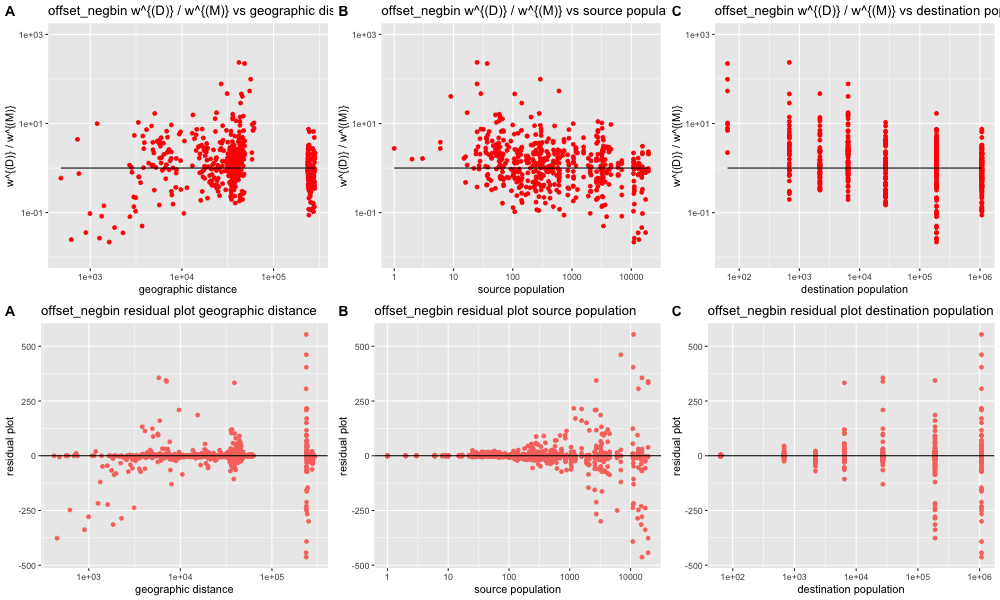 A
offset_negbin w^{(D)} / w^{(M)} vs geographic dis
w^{(D)} / w^{(M)}
1e+03
1e+01
1e-01
1e+03
1e+04
1e+05
geographic distance
B
offset_negbin w^{(D)} / w^{(M)} vs source popula
w^{(D)} / w^{(M)}
1e+03
1e+01
1e-01
1
10
100
1000
10000
source population
C
offset_negbin w^{(D)} / w^{(M)} vs destination po
w^{(D)} / w^{(M)}
1e+03
1e+01
1e-01
1e+02
1e+03
1e+04
1e+05
1e+06
destination population
A
offset_negbin residual plot geographic distance
residual plot
500
250
0
-250
-500
1e+03
1e+04
1e+05
geographic distance
B
offset_negbin residual plot source population
residual plot
500
250
0
-250
-500
1
10
100
1000
10000
source population
C
offset_negbin residual plot destination population
residual plot
500
250
0
-250
-500
1e+02
1e+03
1e+04
1e+05
1e+06
destination population